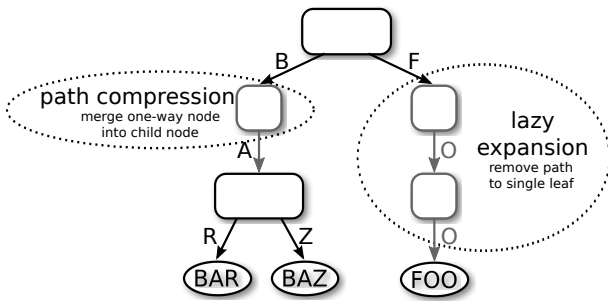 B
F
path compression
merge one-way node
into child node
lazy
expansion
remove path
to single leaf
A
O
R
Z
O
BAR
BAZ
FOO